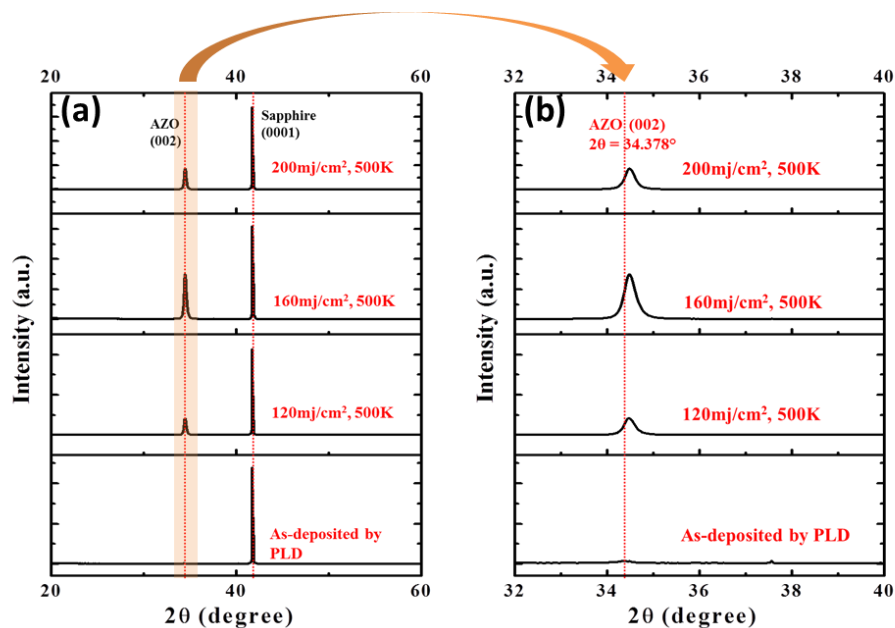 20 40 60
(a)
AZO
(002)
Sapphire
(0001)
200mj/cm², 500K
160mj/cm², 500K
120mj/cm², 500K
As-deposited by
PLD
Intensity (a.u.)
20 40 60
2θ (degree)
32 34 36 38 40
(b)
AZO (002)
2θ = 34.378°
200mj/cm², 500K
160mj/cm², 500K
120mj/cm², 500K
As-deposited by PLD
Intensity (a.u.)
32 34 36 38 40
2θ (degree)